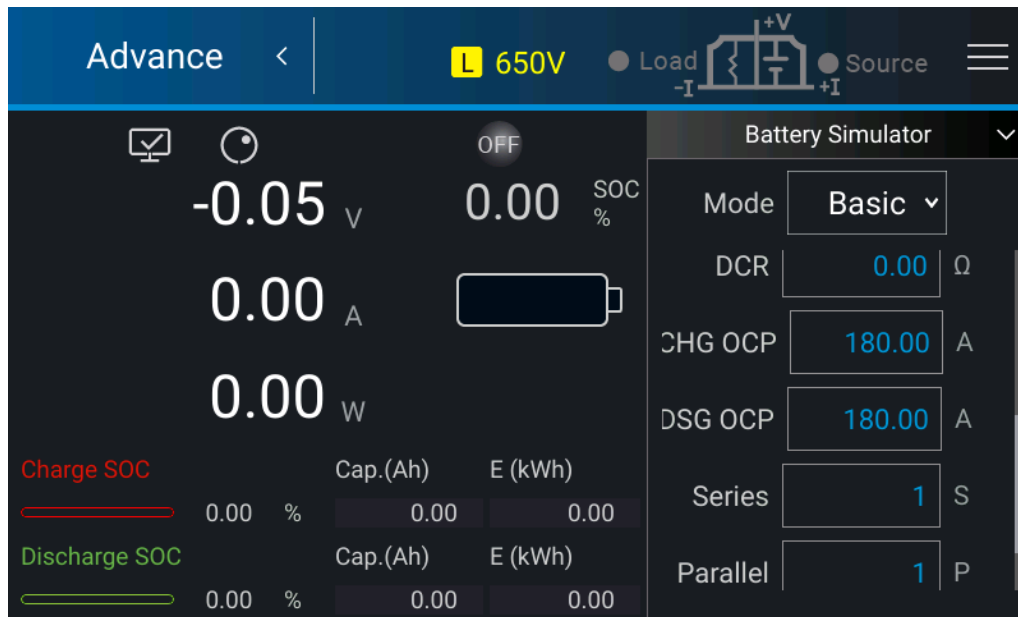 Advance <
L 650V
Load
-I
+V
Source
+I
OFF
-0.05 V
0.00 SOC %
0.00 A
0.00 W
Charge SOC Cap.(Ah) E (kWh)
0.00 % 0.00 0.00
Discharge SOC Cap.(Ah) E (kWh)
0.00 % 0.00 0.00
Battery Simulator
Mode Basic
DCR 0.00 Ω
CHG OCP 180.00 A
DSG OCP 180.00 A
Series 1 S
Parallel 1 P